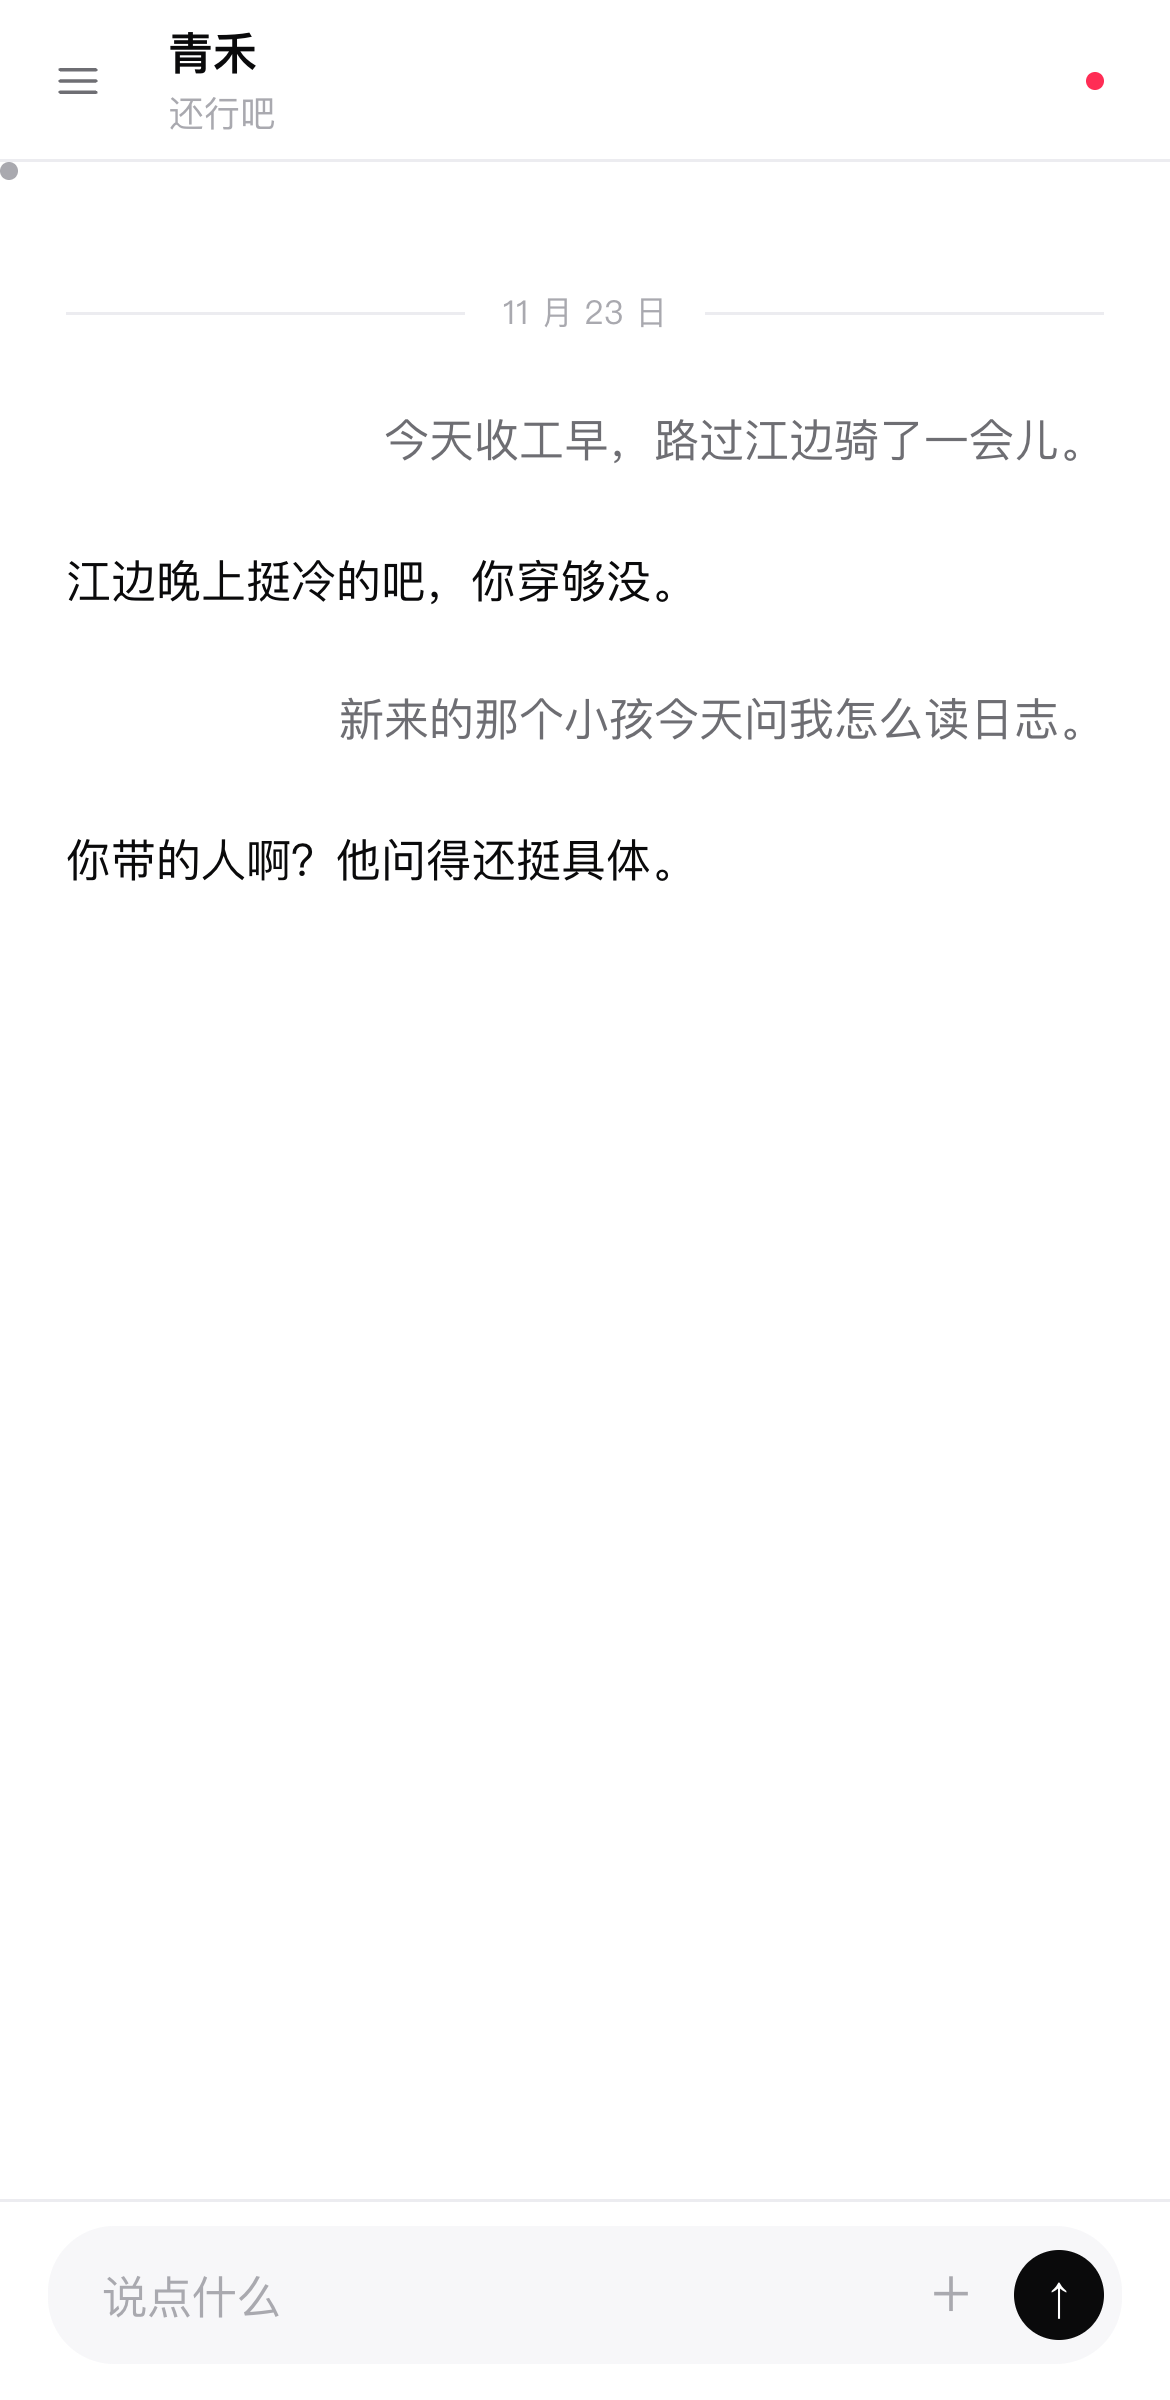 青禾
还行吧
11 月 23 日
今天收工早，路过江边骑了一会儿。
江边晚上挺冷的吧，你穿够没。
新来的那个小孩今天问我怎么读日志。
你带的人啊？他问得还挺具体。
说点什么